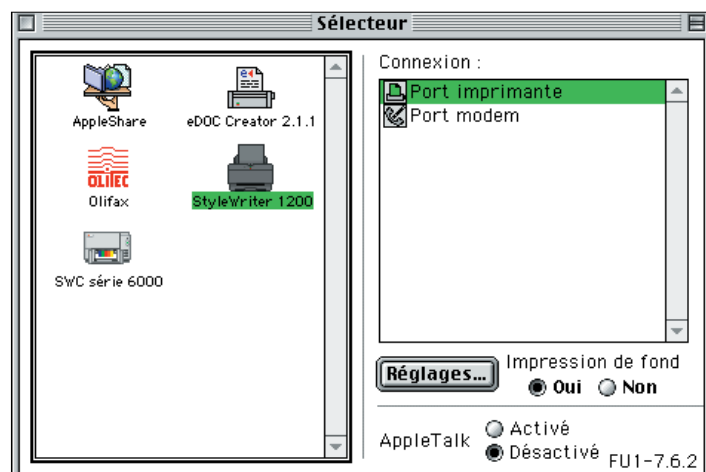 Sélecteur
AppleShare
eDOC Creator 2.1.1
OLITEC
Olifax
StyleWriter 1200
SWC série 6000
Connexion :
Port imprimante
Port modem
Réglages...
Impression de fond
Oui Non
AppleTalk
Activé
Désactivé
FU1-7.6.2